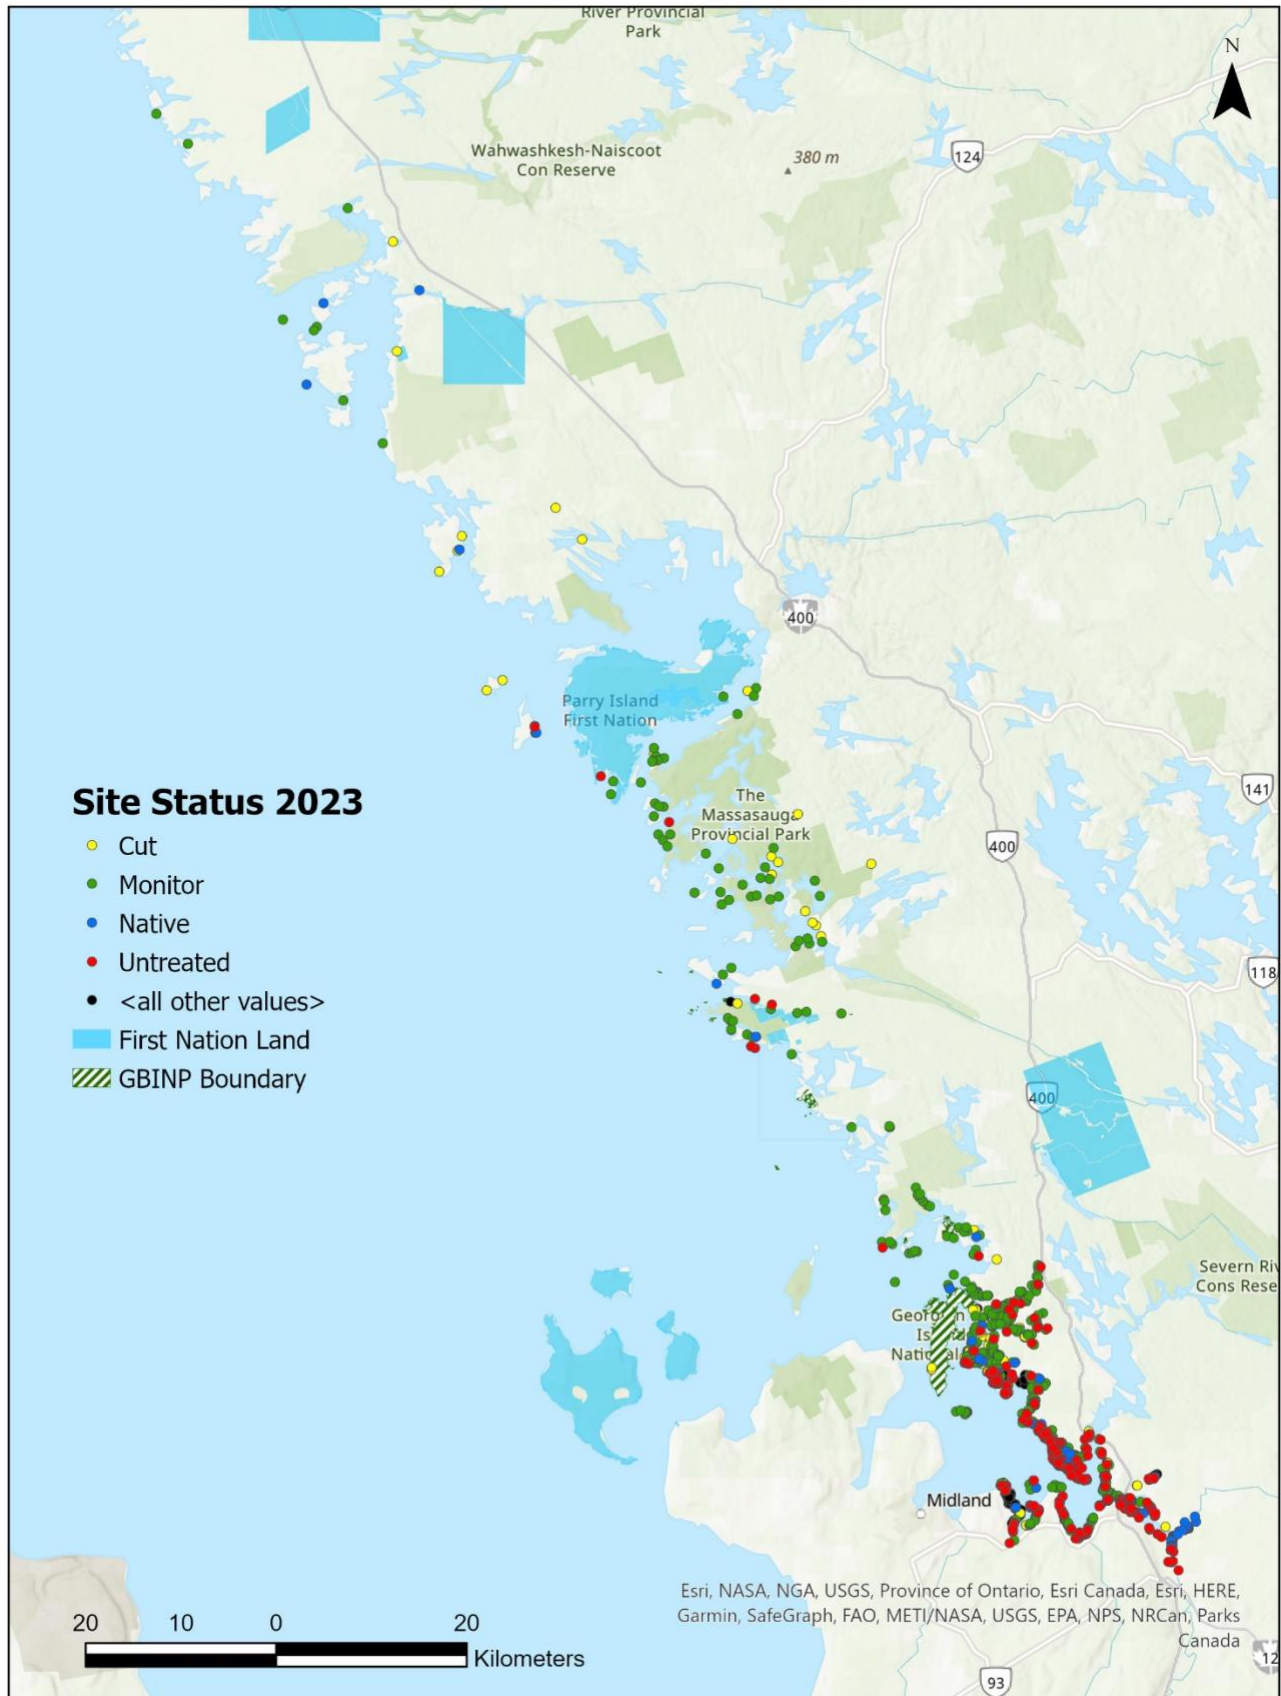 River Provincial
Park
N
Wahwashkesh-Naiscoot
Con Reserve
380 m
124
400
Parry Island
First Nation
141
The
Massasauga
Provincial Park
400
Site Status 2023
Cut
Monitor
Native
Untreated
<all other values>
First Nation Land
GBINP Boundary
118
400
Severn Riv
Cons Rese
Midland
Esri, NASA, NGA, USGS, Province of Ontario, Esri Canada, Esri, HERE,
Garmin, SafeGraph, FAO, METI/NASA, USGS, EPA, NPS, NRCan, Parks
Canada
20 10 0 20
Kilometers
12
93